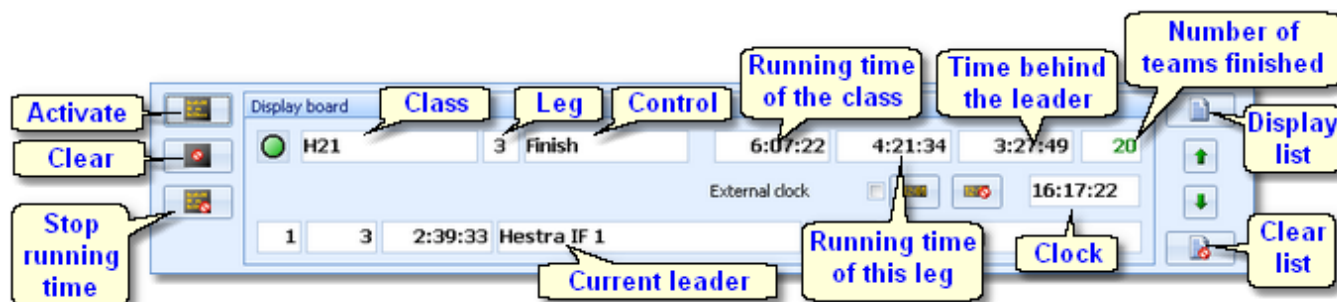 Number of
teams finished
Running time
of the class
Time behind
the leader
Activate
Display board
Class
Leg
Control
Display
list
H21
3
Finish
6:07:22
4:21:34
3:27:49
20
Clear
External clock
16:17:22
Stop
running
time
1
3
2:39:33
Hestra IF 1
Running time
of this leg
Clock
Clear
list
Current leader